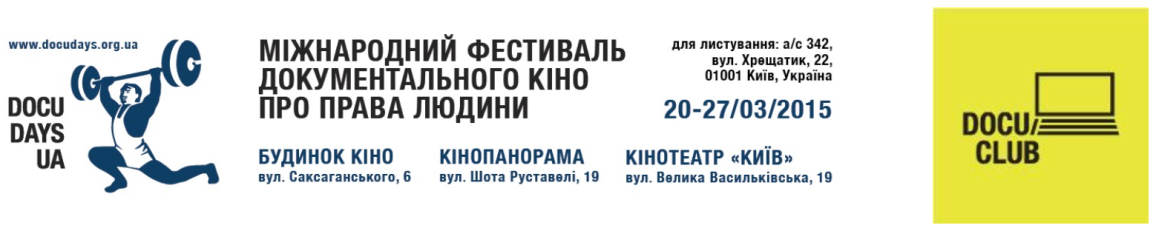 www.docudays.org.ua
DOCU
DAYS
UA
МІЖНАРОДНИЙ ФЕСТИВАЛЬ
ДОКУМЕНТАЛЬНОГО КІНО
ПРО ПРАВА ЛЮДИНИ
для листування: а/с 342,
вул. Хрещатик, 22,
01001 Київ, Україна
20-27/03/2015
БУДИНОК КІНО
вул. Саксаганського, 6
КІНОПАНОРАМА
вул. Шота Руставелі, 19
КІНОТЕАТР «КИЇВ»
вул. Велика Васильківська, 19
DOCU/
CLUB